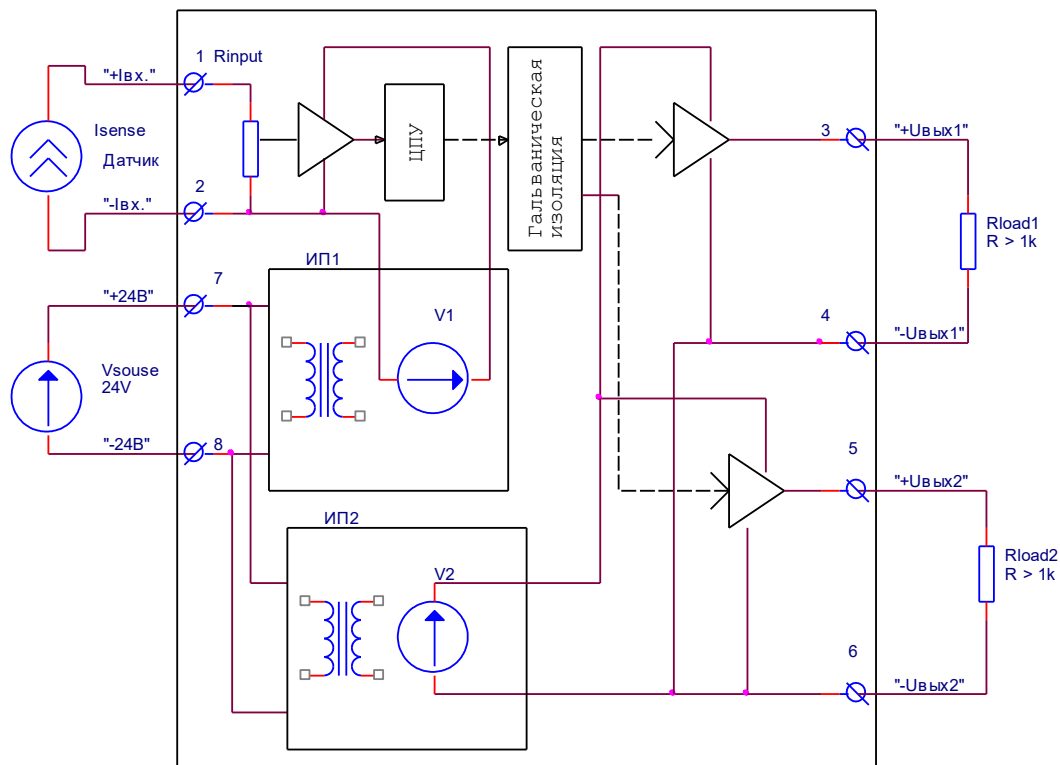 1 Rinput
"+Iвх."
Isense
Датчик
2
"-Iвх."
ЦПУ
Гальваническая
изоляция
3
"+Uвых1"
Rload1
R > 1k
4
"-Uвых1"
ИП1
7
"+24В"
V1
Vsouse
24V
"-24В"
8
5
"+Uвых2"
ИП2
V2
Rload2
R > 1k
6
"-Uвых2"